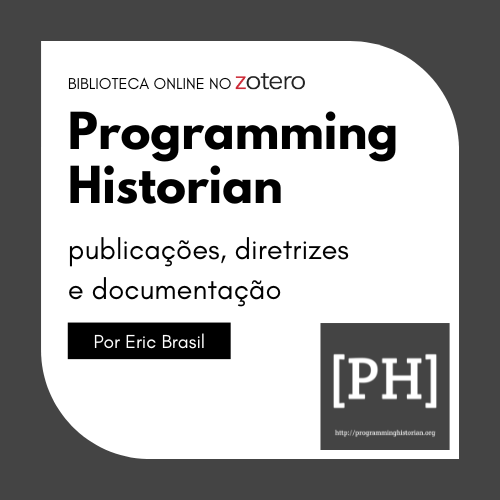 BIBLIOTECA ONLINE NO zotero
Programming
Historian
publicações, diretrizes
e documentação
Por Eric Brasil
[PH]
http://programminghistorian.org